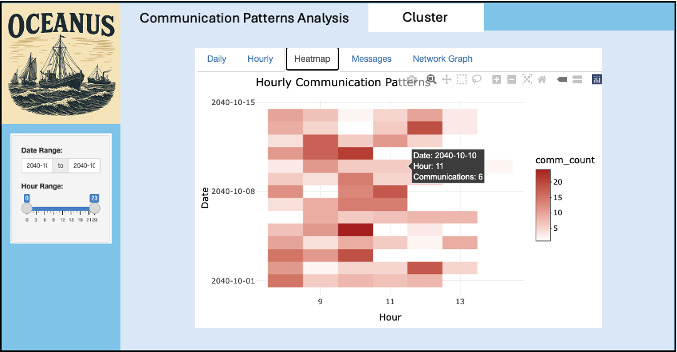 OCEANUS
Communication Patterns Analysis
Cluster
Daily
Hourly
Heatmap
Messages
Network Graph
Hourly Communication Patterns
Date Range:
2040-1(
to
2040-1(
Hour Range:
0
23
0 3 6 9 12 15 18 2123
2040-10-15
2040-10-08
2040-10-01
Date
Date: 2040-10-10
Hour: 11
Communications: 6
comm_count
20
15
10
5
9
11
13
Hour